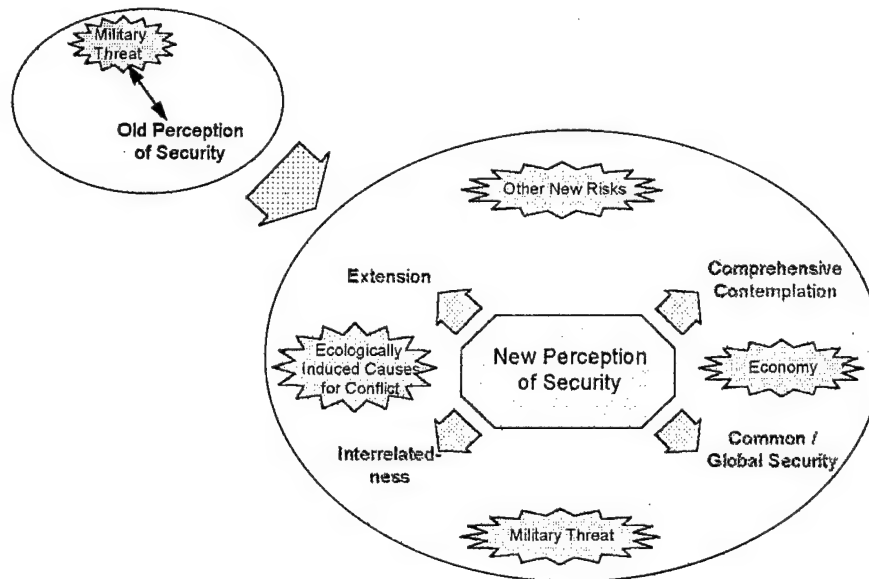 Military
Threat
Old Perception
of Security
Other New Risks
Extension
Comprehensive
Contemplation
Ecologically
Induced Causes
for Conflict
New Perception
of Security
Economy
Interrelated-
ness
Common /
Global Security
Military Threat